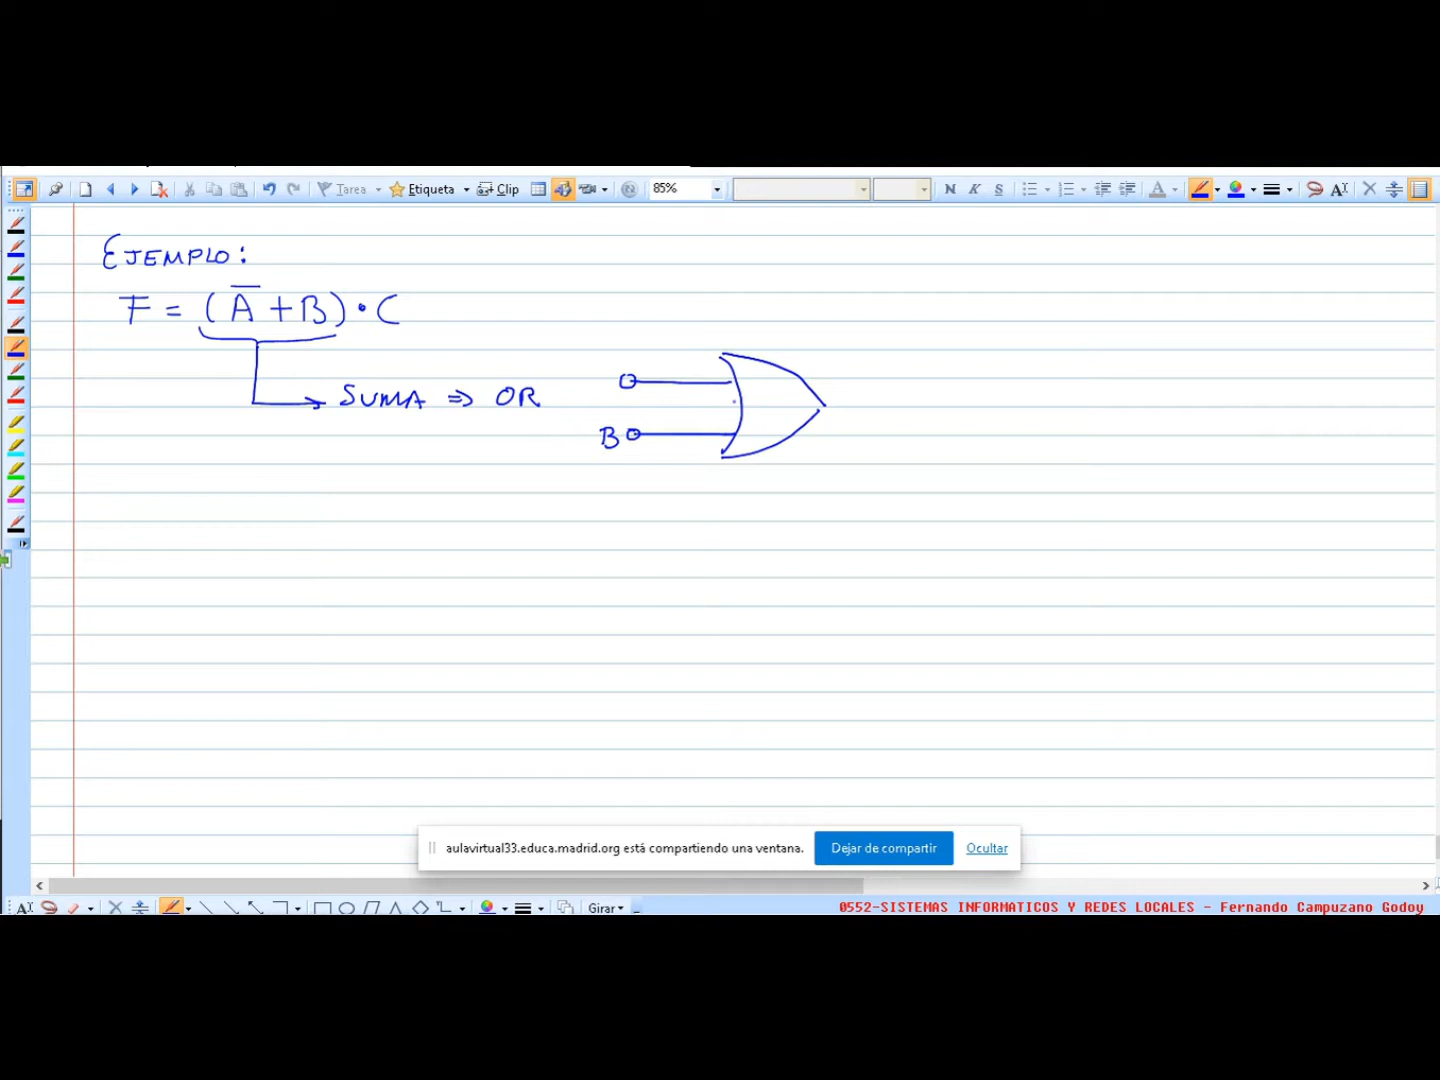 Tarea Etiqueta Clip 85% N K S A
EJEMPLO:
F = (A̅ + B) • C
SUMA ⇒ OR
B
aulavirtual33.educa.madrid.org está compartiendo una ventana. Dejar de compartir Ocultar
Girar
0552-SISTEMAS INFORMATICOS Y REDES LOCALES - Fernando Campuzano Godoy